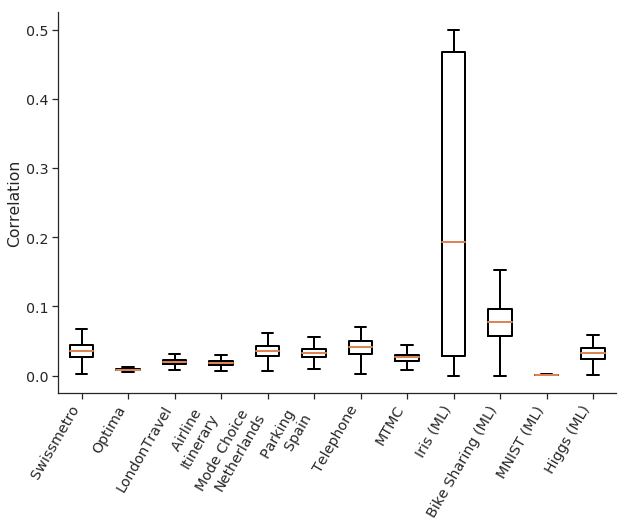 0.5
0.4
0.3
0.2
0.1
0.0
Correlation
Swissmetro
Optima
LondonTravel
Airline
Itinerary
Mode Choice
Netherlands
Parking
Spain
Telephone
MTMC
Iris (ML)
Bike Sharing (ML)
MNIST (ML)
Higgs (ML)